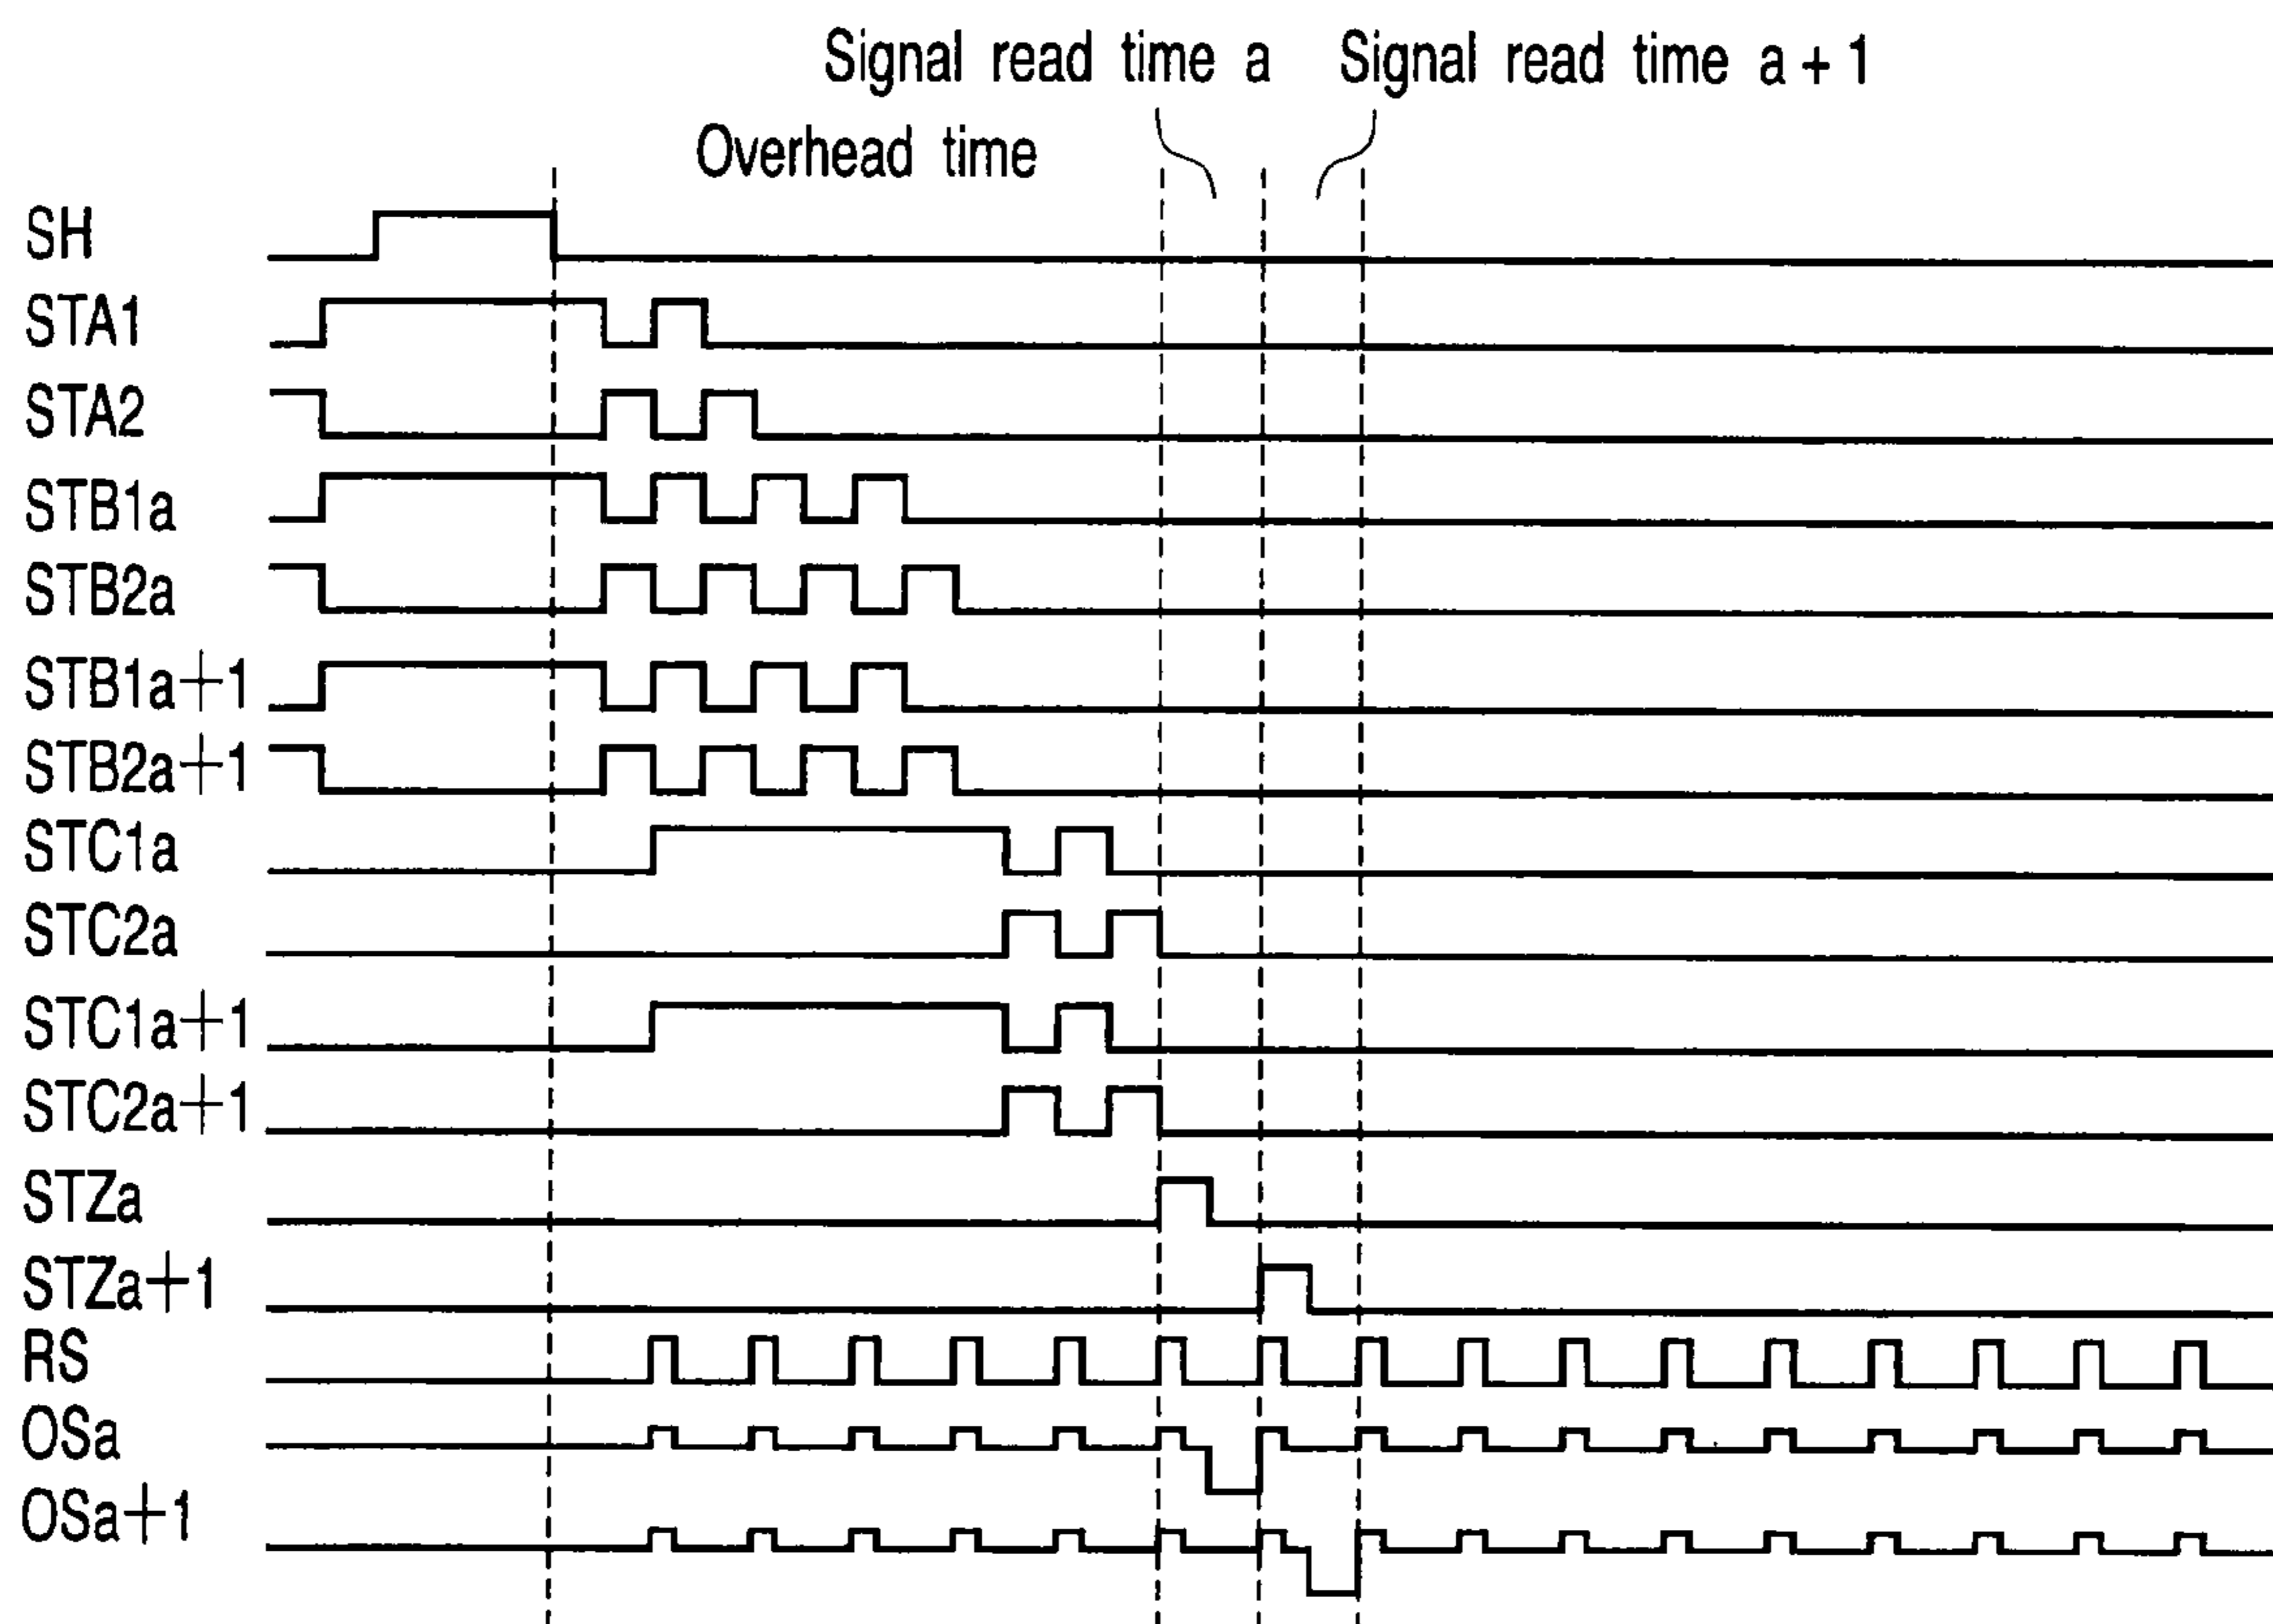 Signal read time a
Signal read time a + 1
Overhead time
SH
STA1
STA2
STB1a
STB2a
STB1a+1
STB2a+1
STC1a
STC2a
STC1a+1
STC2a+1
STZa
STZa+1
RS
OSa
OSa+1